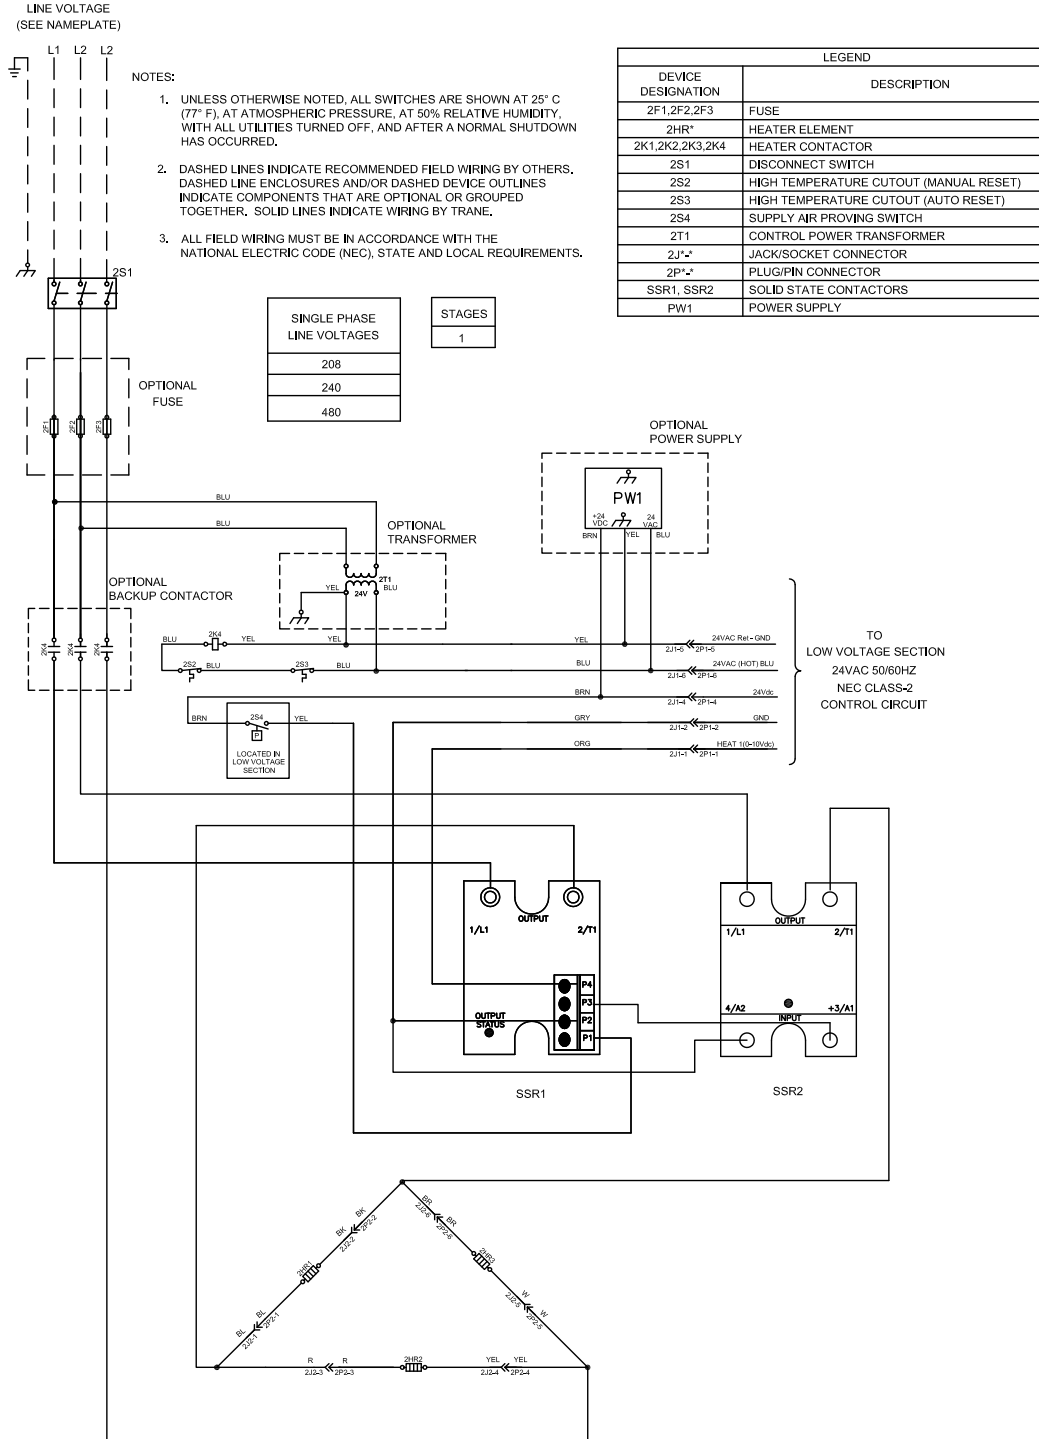 LINE VOLTAGE
(SEE NAMEPLATE)
L1 L2 L2
NOTES:
1. UNLESS OTHERWISE NOTED, ALL SWITCHES ARE SHOWN AT 25° C
(77° F), AT ATMOSPHERIC PRESSURE, AT 50% RELATIVE HUMIDITY,
WITH ALL UTILITIES TURNED OFF, AND AFTER A NORMAL SHUTDOWN
HAS OCCURRED.
2. DASHED LINES INDICATE RECOMMENDED FIELD WIRING BY OTHERS.
DASHED LINE ENCLOSURES AND/OR DASHED DEVICE OUTLINES
INDICATE COMPONENTS THAT ARE OPTIONAL OR GROUPED
TOGETHER. SOLID LINES INDICATE WIRING BY TRANE.
3. ALL FIELD WIRING MUST BE IN ACCORDANCE WITH THE
NATIONAL ELECTRIC CODE (NEC), STATE AND LOCAL REQUIREMENTS.
LEGEND
DEVICE
DESIGNATION
DESCRIPTION
2F1,2F2,2F3 FUSE
2HR* HEATER ELEMENT
2K1,2K2,2K3,2K4 HEATER CONTACTOR
2S1 DISCONNECT SWITCH
2S2 HIGH TEMPERATURE CUTOUT (MANUAL RESET)
2S3 HIGH TEMPERATURE CUTOUT (AUTO RESET)
2S4 SUPPLY AIR PROVING SWITCH
2T1 CONTROL POWER TRANSFORMER
2J*-* JACK/SOCKET CONNECTOR
2P*-* PLUG/PIN CONNECTOR
SSR1, SSR2 SOLID STATE CONTACTORS
PW1 POWER SUPPLY
2S1
SINGLE PHASE
LINE VOLTAGES
208
240
480
STAGES
1
OPTIONAL
FUSE
2F1 2F2 2F3
OPTIONAL
POWER SUPPLY
PW1
+24
VDC
24
VAC
BRN YEL BLU
BLU
BLU
OPTIONAL
TRANSFORMER
2T1
YEL
24V
BLU
OPTIONAL
BACKUP CONTACTOR
2K4 2K4 2K4
BLU 2K4 YEL YEL YEL 2J1-5 2P1-5 24VAC Ret - GND
2S2 BLU 2S3 BLU BLU 2J1-6 2P1-6 24VAC (HOT) BLU
BRN 2J1-4 2P1-4 24Vdc
BRN 2S4 YEL GRY 2J1-2 2P1-2 GND
P
ORG 2J1-1 2P1-1 HEAT 1(0-10Vdc)
LOCATED IN
LOW VOLTAGE
SECTION
TO
LOW VOLTAGE SECTION
24VAC 50/60HZ
NEC CLASS-2
CONTROL CIRCUIT
OUTPUT
1/L1 2/T1
P4
P3
P2
P1
OUTPUT
STATUS
SSR1
OUTPUT
1/L1 2/T1
4/A2 +3/A1
INPUT
SSR2
BK BK
2J2-2 2P2-2
2HR1
BL BL
2J2-1 2P2-1
BR BR
2J2-6 2P2-6
2HR3
W W
2J2-5 2P2-5
R R 2HR2 YEL YEL
2J2-3 2P2-3 2J2-4 2P2-4